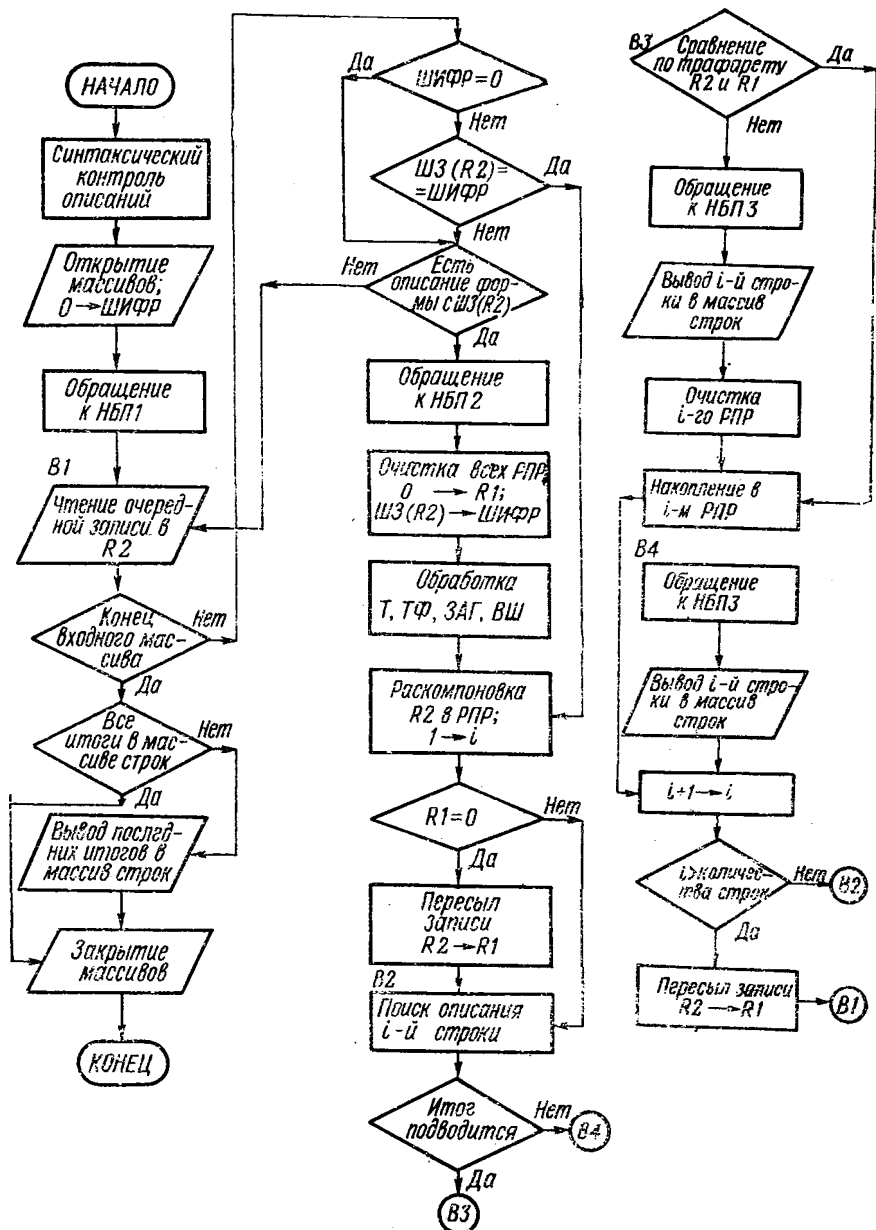 НАЧАЛО
Синтаксический
контроль
описаний
Открытие
массивов;
0→ШИФР
Обращение
к НБП1
В1
Чтение очеред-
ной записи в
R2
Конец
входного мас-
сива
Нет
Да
Все
итоги в мас-
сиве строк
Нет
Да
Вывод послед-
них итогов в
массив строк
Закрытие
массивов
КОНЕЦ
Да
ШИФР=0
Нет
ШЗ(R2)=
=ШИФР
Да
Нет
Нет
Есть
описание фор-
мы с ШЗ(R2)
Да
Обращение
к НБП2
Очистка всех РПР;
0 → R1;
ШЗ(R2)→ШИФР
Обработка
Т, ТФ, ЗАГ, ВШ
Раскомпоновка
R2 в РПР;
1→i
R1=0
Нет
Да
Пересыл
записи
R2→R1
В2
Поиск описания
i-й строки
Итог
подводится
Нет
В4
Да
В3
В3
Сравнение
по трафарету
R2 и R1
Да
Нет
Обращение
к НБП3
Вывод i-й стро-
ки в массив
строк
Очистка
i-го РПР
Накопление в
i-м РПР
В4
Обращение
к НБП3
Вывод i-й стро-
ки в массив
строк
i+1→i
i>количес-
тва строк
Нет
В2
Да
Пересыл записи
R2→R1
В1